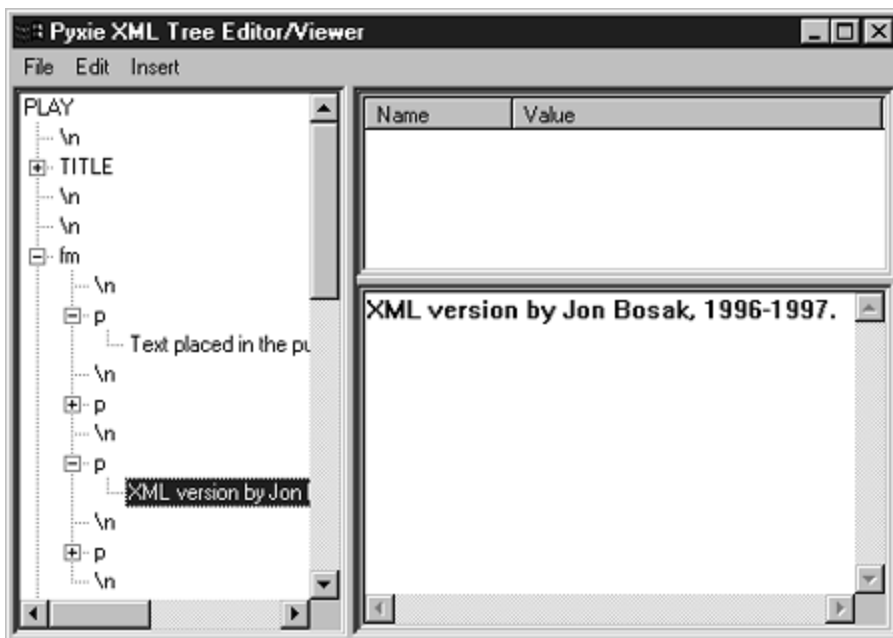 Pyxie XML Tree Editor/Viewer
File Edit Insert
PLAY
\n
TITLE
\n
\n
fm
\n
p
Text placed in the pu
\n
p
\n
p
XML version by Jon
\n
p
\n
Name Value
XML version by Jon Bosak, 1996-1997.